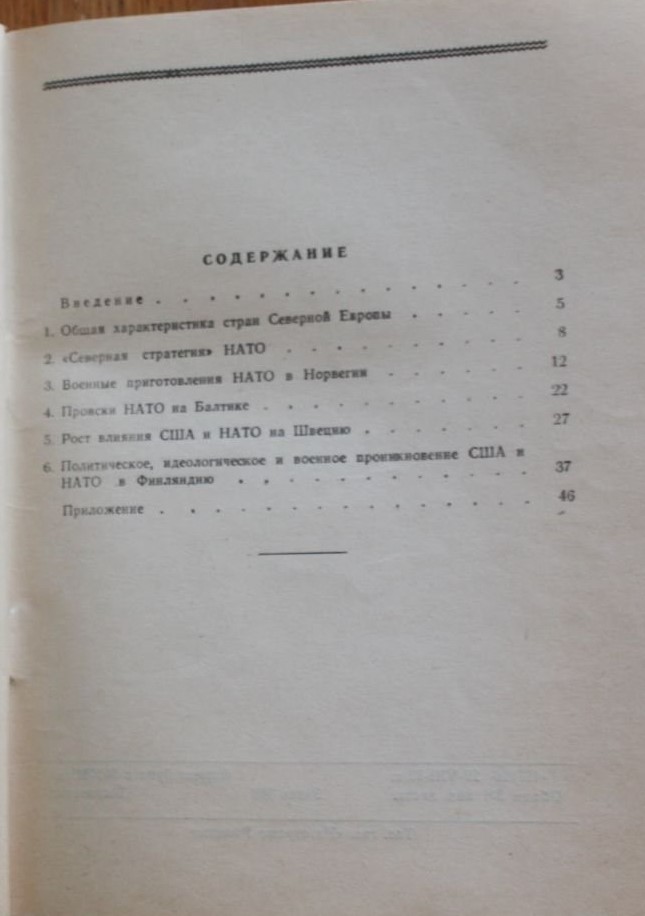 СОДЕРЖАНИЕ
Введение . . . . . . . . . . . . . . 3
1. Общая характеристика стран Северной Европы . . . . . 5
2. «Северная стратегия» НАТО . . . . . . . . . 8
3. Военные приготовления НАТО в Норвегии . . . . . . 12
4. Происки НАТО на Балтике . . . . . . . . . . 22
5. Рост влияния США и НАТО на Швецию . . . . . . 27
6. Политическое, идеологическое и военное проникновение США и
НАТО в Финляндию . . . . . . . . . . . 37
Приложение . . . . . . . . . . . . . . 46